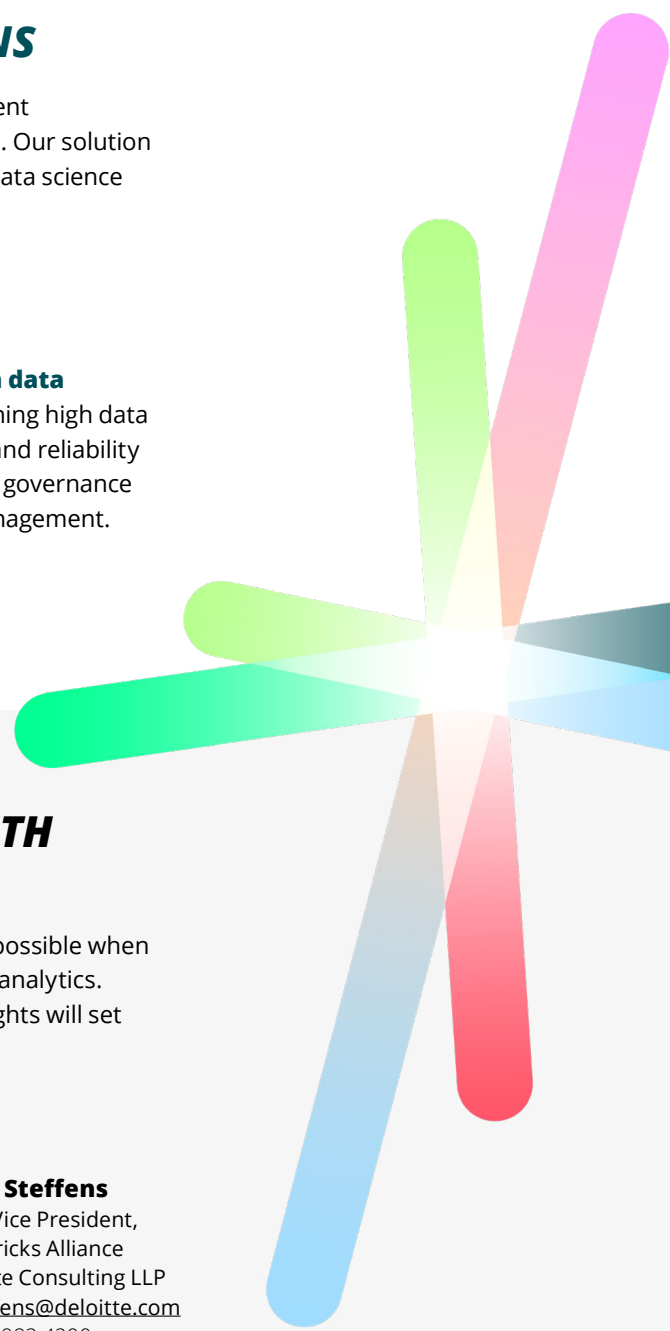 NS
ent
. Our solution
ata science
data
ning high data
and reliability
governance
nagement.
TH
possible when
analytics.
ghts will set
Steffens
Vice President,
ricks Alliance
te Consulting LLP
ens@deloitte.com